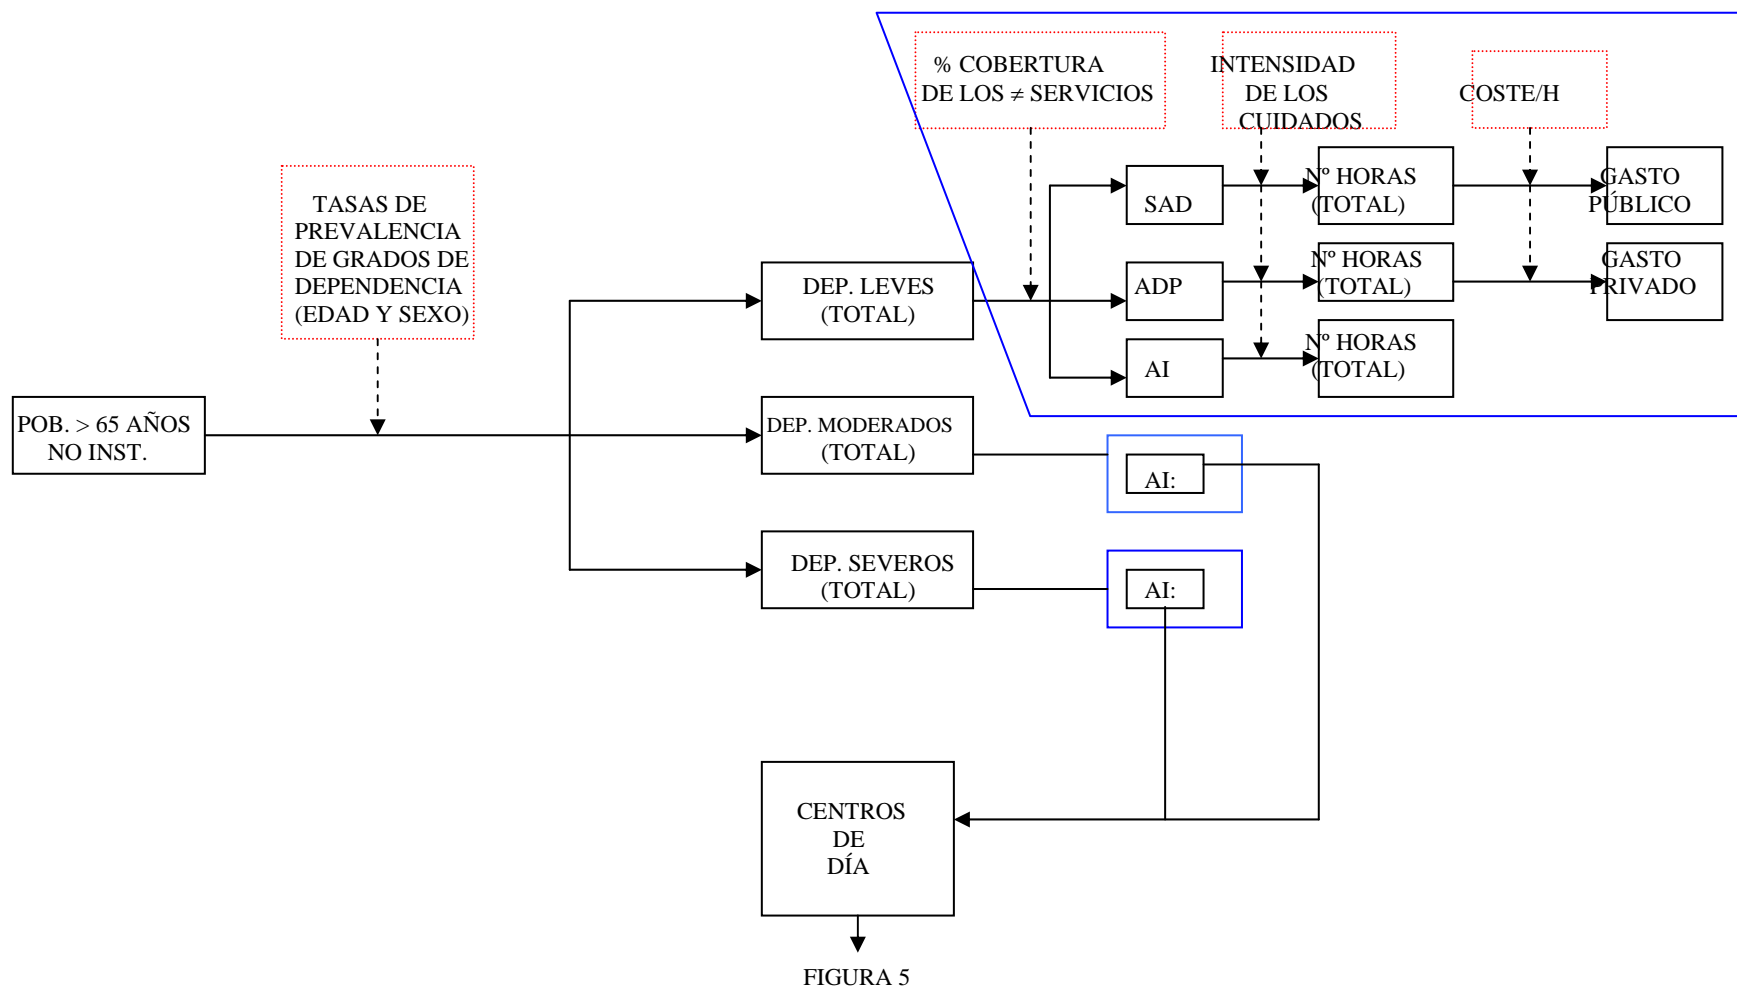 % COBERTURA
DE LOS ≠ SERVICIOS
INTENSIDAD
DE LOS
CUIDADOS
COSTE/H
TASAS DE
PREVALENCIA
DE GRADOS DE
DEPENDENCIA
(EDAD Y SEXO)
SAD
Nº HORAS
(TOTAL)
GASTO
PÚBLICO
DEP. LEVES
(TOTAL)
ADP
Nº HORAS
(TOTAL)
GASTO
PRIVADO
AI
Nº HORAS
(TOTAL)
POB. > 65 AÑOS
NO INST.
DEP. MODERADOS
(TOTAL)
AI:
DEP. SEVEROS
(TOTAL)
AI:
CENTROS
DE
DÍA
FIGURA 5